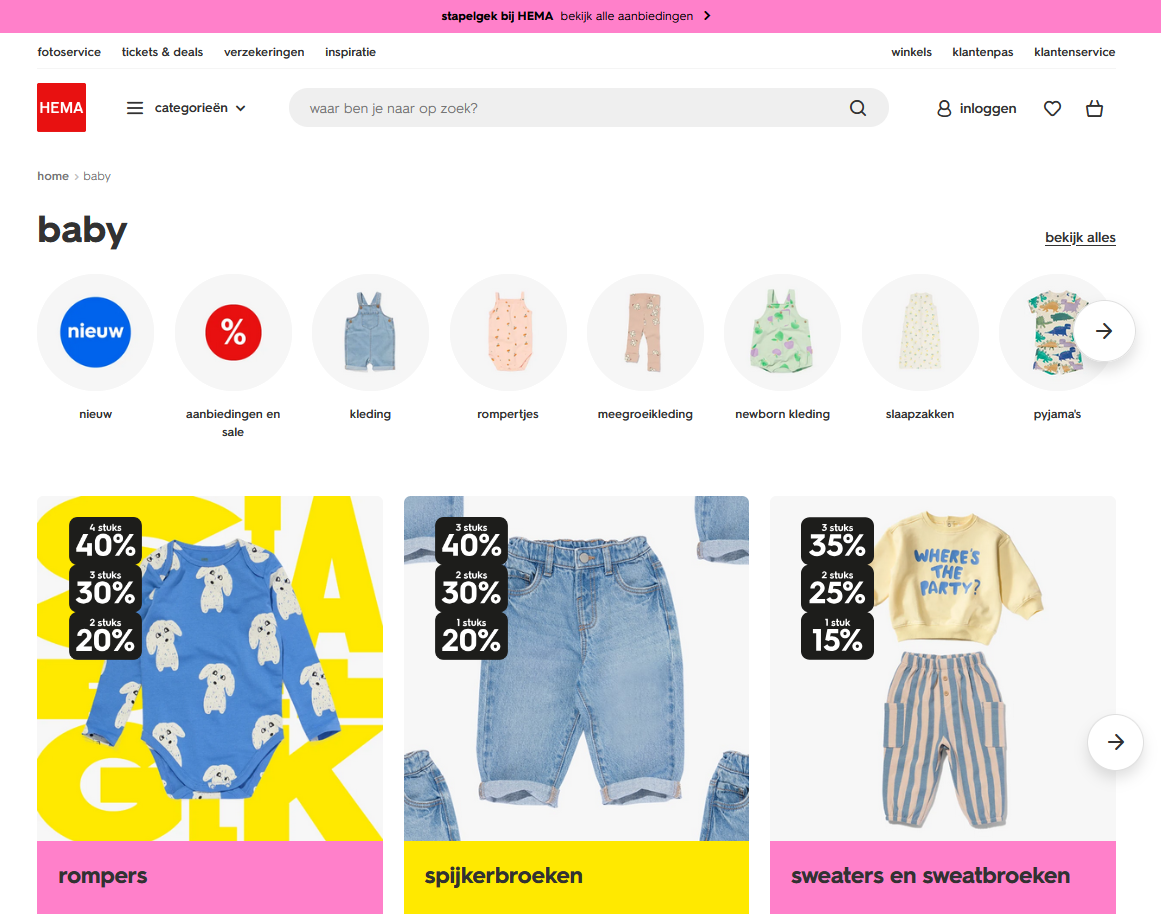 stapelgek bij HEMA bekijk alle aanbiedingen
fotoservice tickets & deals verzekeringen inspiratie winkels klantenpas klantenservice
HEMA categorieën waar ben je naar op zoek? inloggen
home > baby
baby
bekijk alles
nieuw %
nieuw aanbiedingen en sale kleding rompertjes meegroeikleding newborn kleding slaapzakken pyjama's
4 stuks
40%
3 stuks
30%
2 stuks
20%
STAPELGEK
rompers
3 stuks
40%
2 stuks
30%
1 stuks
20%
spijkerbroeken
3 stuks
35%
2 stuks
25%
1 stuk
15%
WHERE'S
THE
PARTY?
sweaters en sweatbroeken